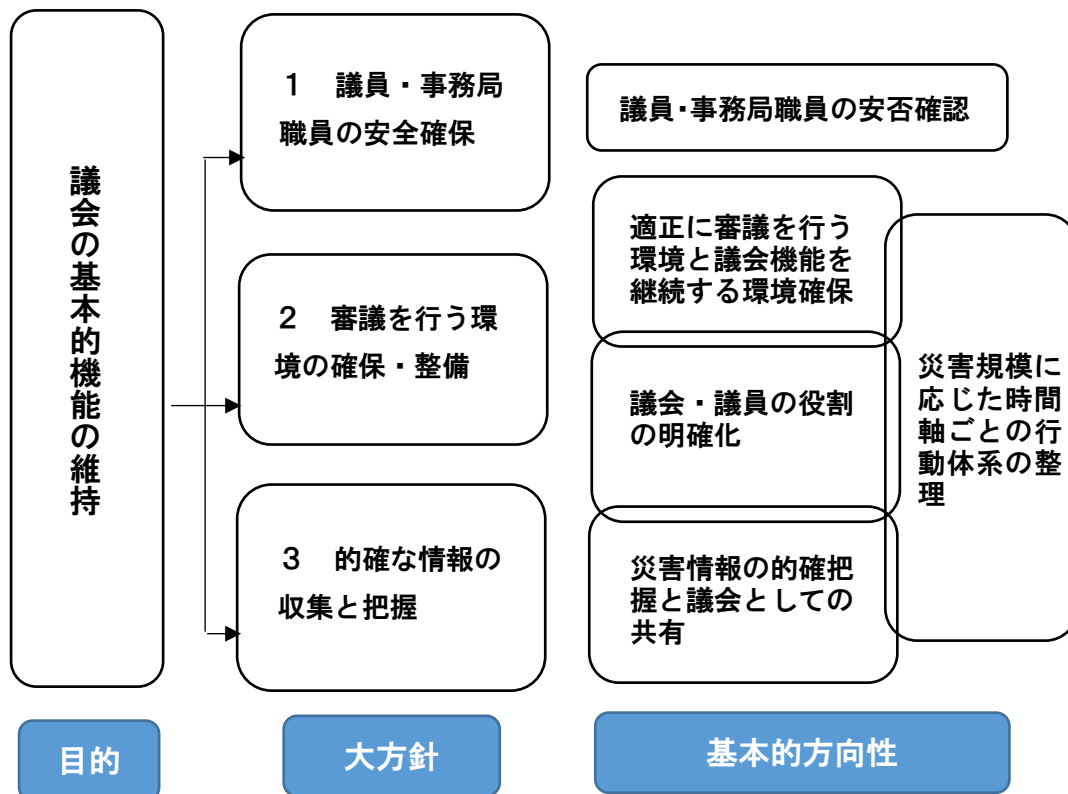 議会の基本的機能の維持
１　議員・事務局
職員の安全確保
２　審議を行う環
境の確保・整備
３　的確な情報の
収集と把握
議員・事務局職員の安否確認
適正に審議を行う
環境と議会機能を
継続する環境確保
議会・議員の役割
の明確化
災害情報の的確把
握と議会としての
共有
災害規模に
応じた時間
軸ごとの行
動体系の整
理
目的
大方針
基本的方向性